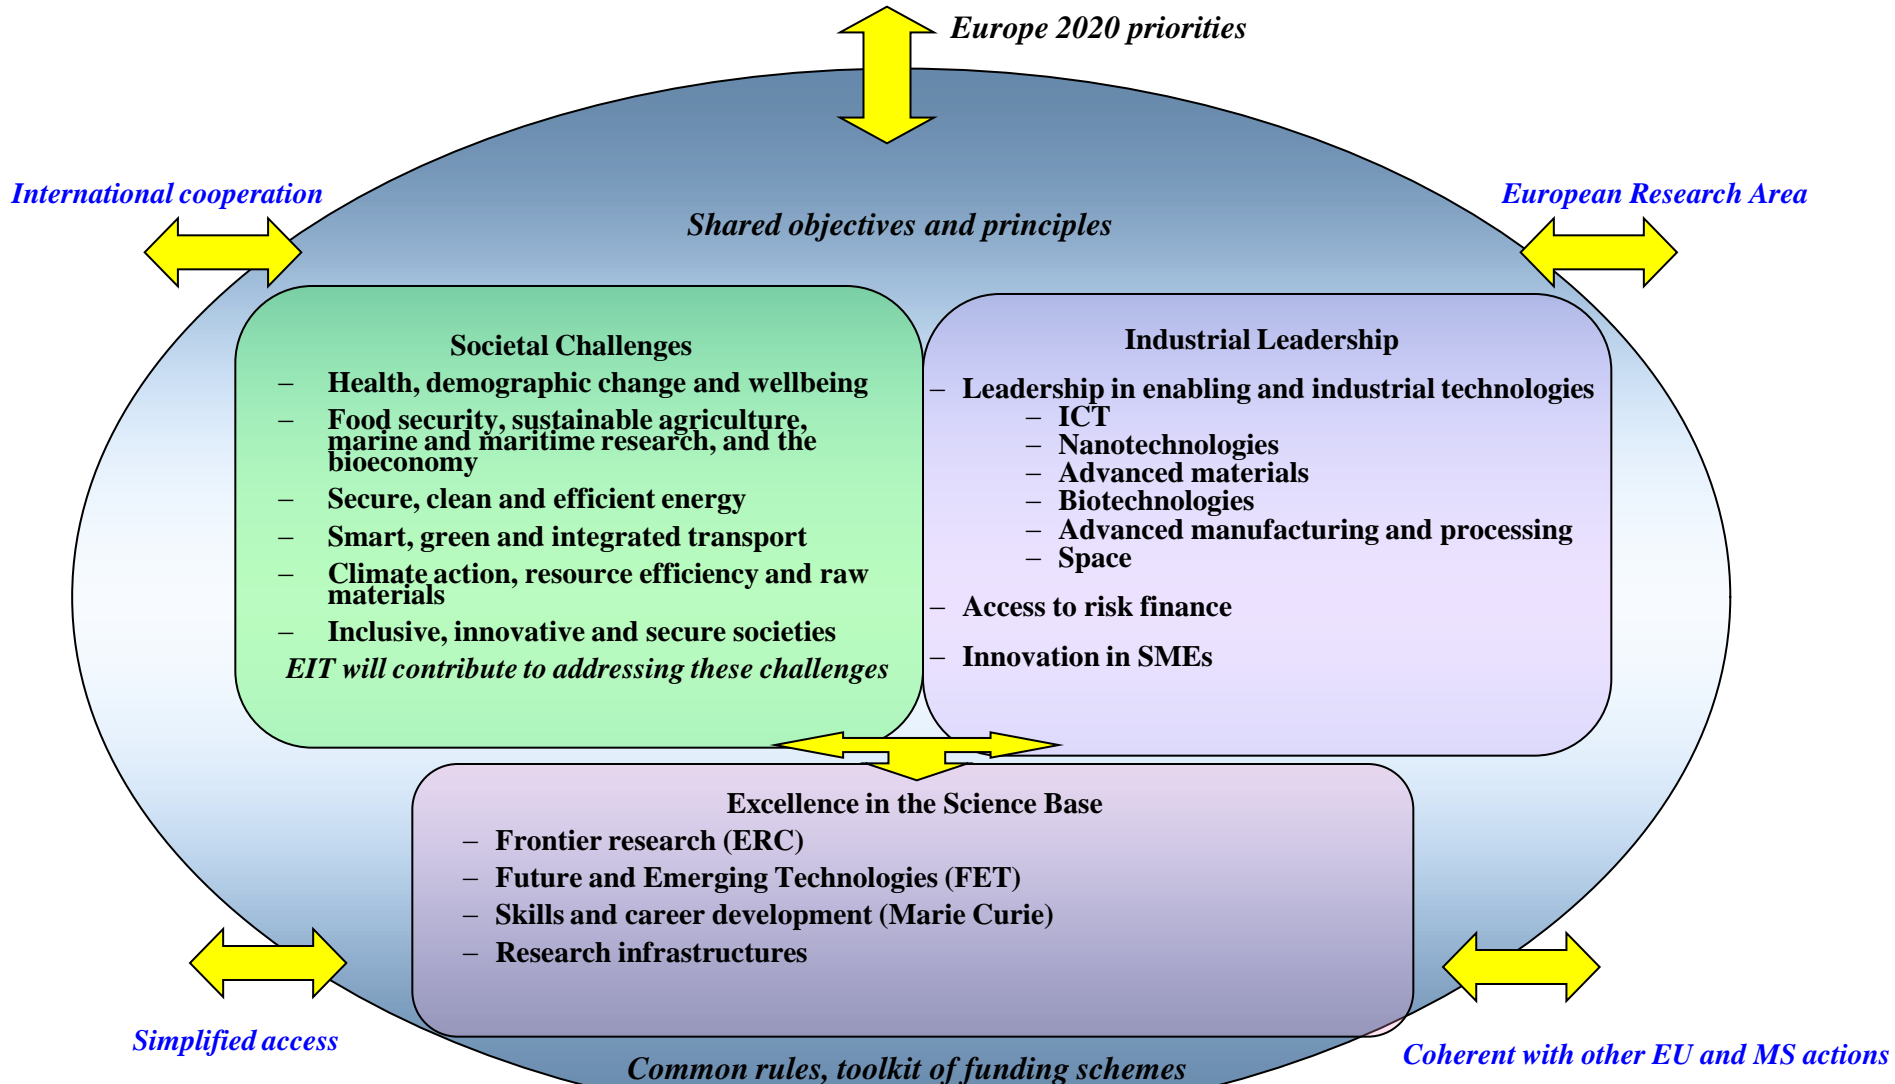 Europe 2020 priorities
International cooperation
European Research Area
Shared objectives and principles
Societal Challenges
– Health, demographic change and wellbeing
– Food security, sustainable agriculture,
marine and maritime research, and the
bioeconomy
– Secure, clean and efficient energy
– Smart, green and integrated transport
– Climate action, resource efficiency and raw
materials
– Inclusive, innovative and secure societies
EIT will contribute to addressing these challenges
Industrial Leadership
– Leadership in enabling and industrial technologies
– ICT
– Nanotechnologies
– Advanced materials
– Biotechnologies
– Advanced manufacturing and processing
– Space
– Access to risk finance
– Innovation in SMEs
Excellence in the Science Base
– Frontier research (ERC)
– Future and Emerging Technologies (FET)
– Skills and career development (Marie Curie)
– Research infrastructures
Simplified access
Coherent with other EU and MS actions
Common rules, toolkit of funding schemes